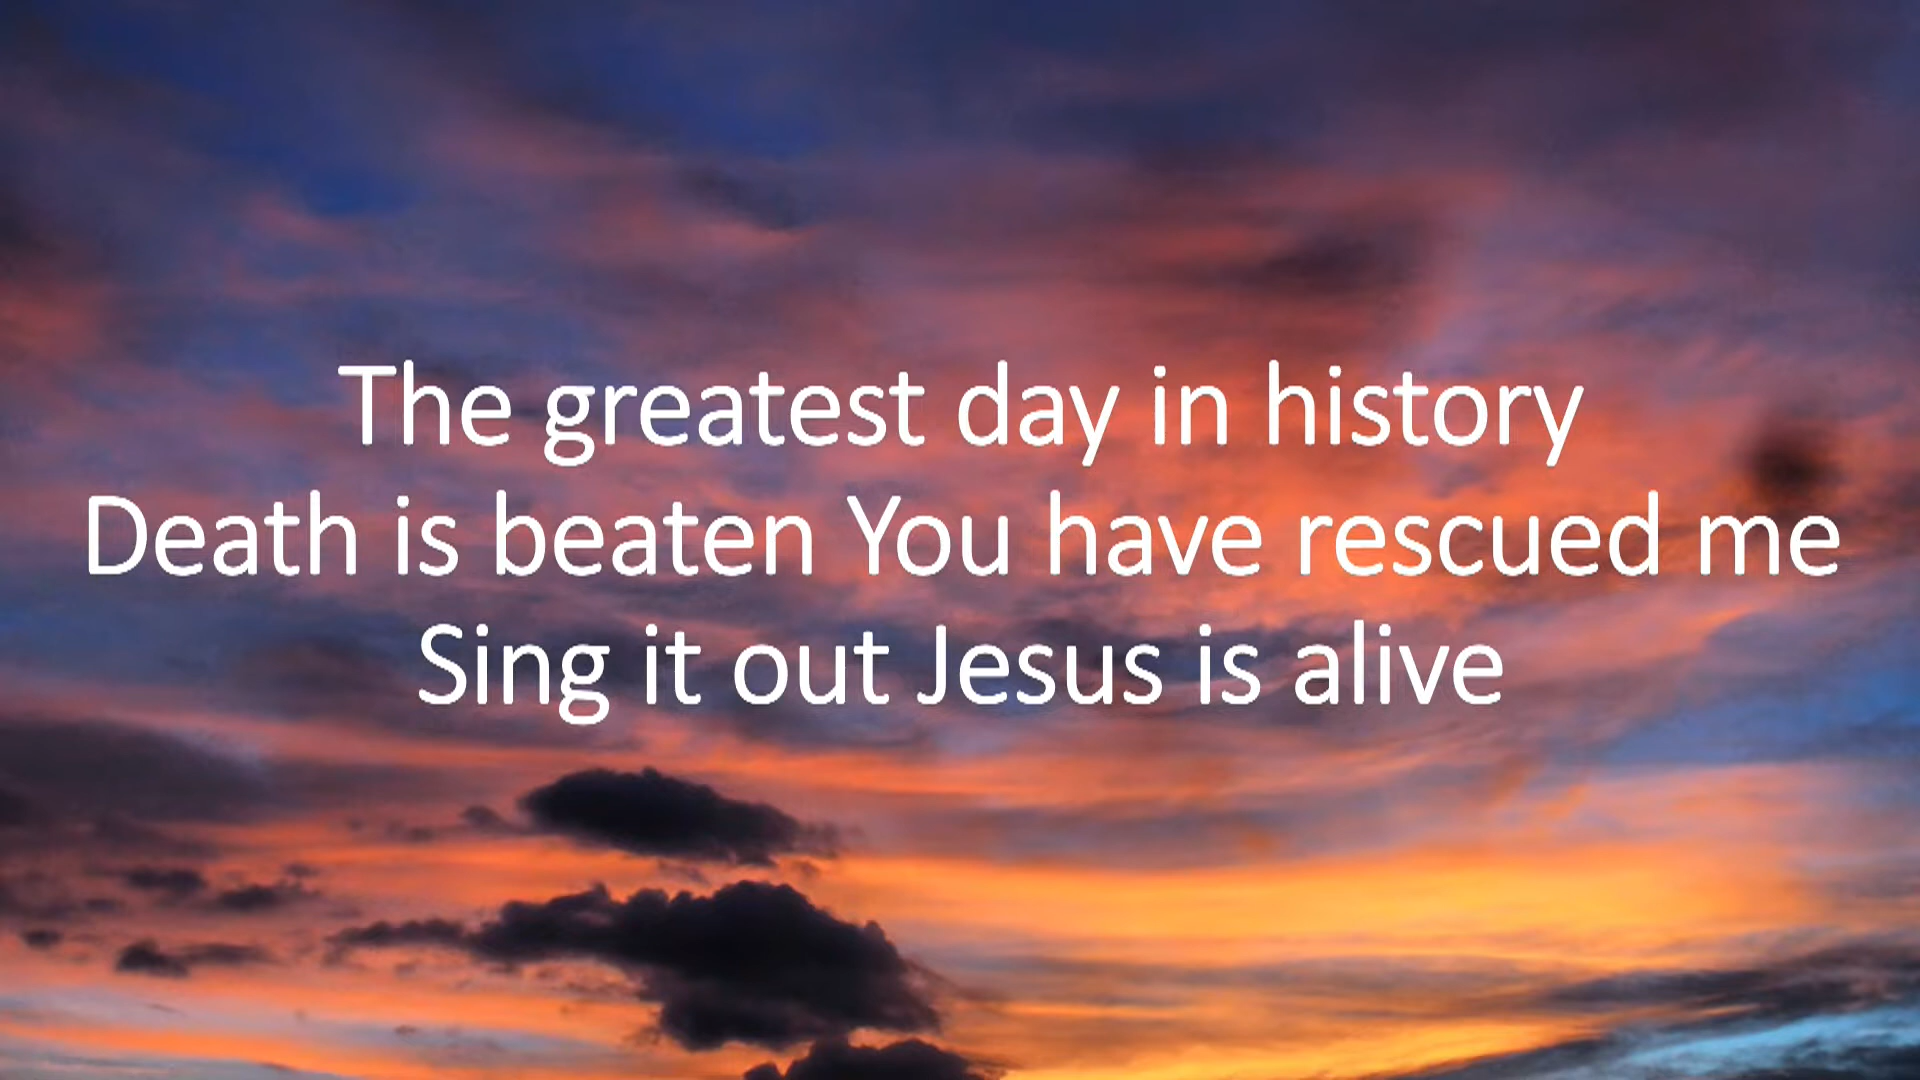 The greatest day in history
Death is beaten You have rescued me
Sing it out Jesus is alive